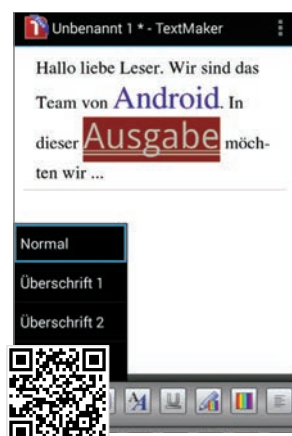 Unbenannt 1 * - TextMaker
Hallo liebe Leser. Wir sind das
Team von Android. In
dieser Ausgabe möch-
ten wir ...
Normal
Überschrift 1
Überschrift 2